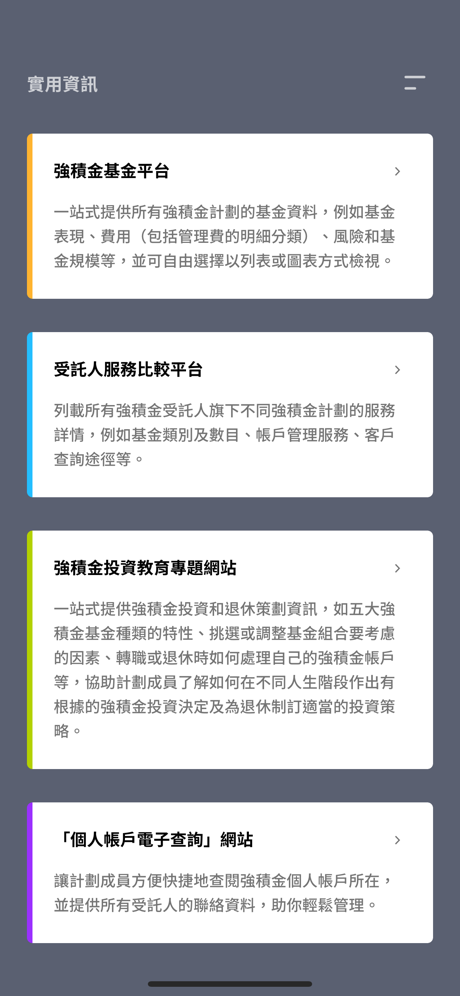 實用資訊
強積金基金平台
一站式提供所有強積金計劃的基金資料，例如基金
表現、費用（包括管理費的明細分類）、風險和基
金規模等，並可自由選擇以列表或圖表方式檢視。
受託人服務比較平台
列載所有強積金受託人旗下不同強積金計劃的服務
詳情，例如基金類別及數目、帳戶管理服務、客戶
查詢途徑等。
強積金投資教育專題網站
一站式提供強積金投資和退休策劃資訊，如五大強
積金基金種類的特性、挑選或調整基金組合要考慮
的因素、轉職或退休時如何處理自己的強積金帳戶
等，協助計劃成員了解如何在不同人生階段作出有
根據的強積金投資決定及為退休制訂適當的投資策
略。
「個人帳戶電子查詢」網站
讓計劃成員方便快捷地查閱強積金個人帳戶所在，
並提供所有受託人的聯絡資料，助你輕鬆管理。